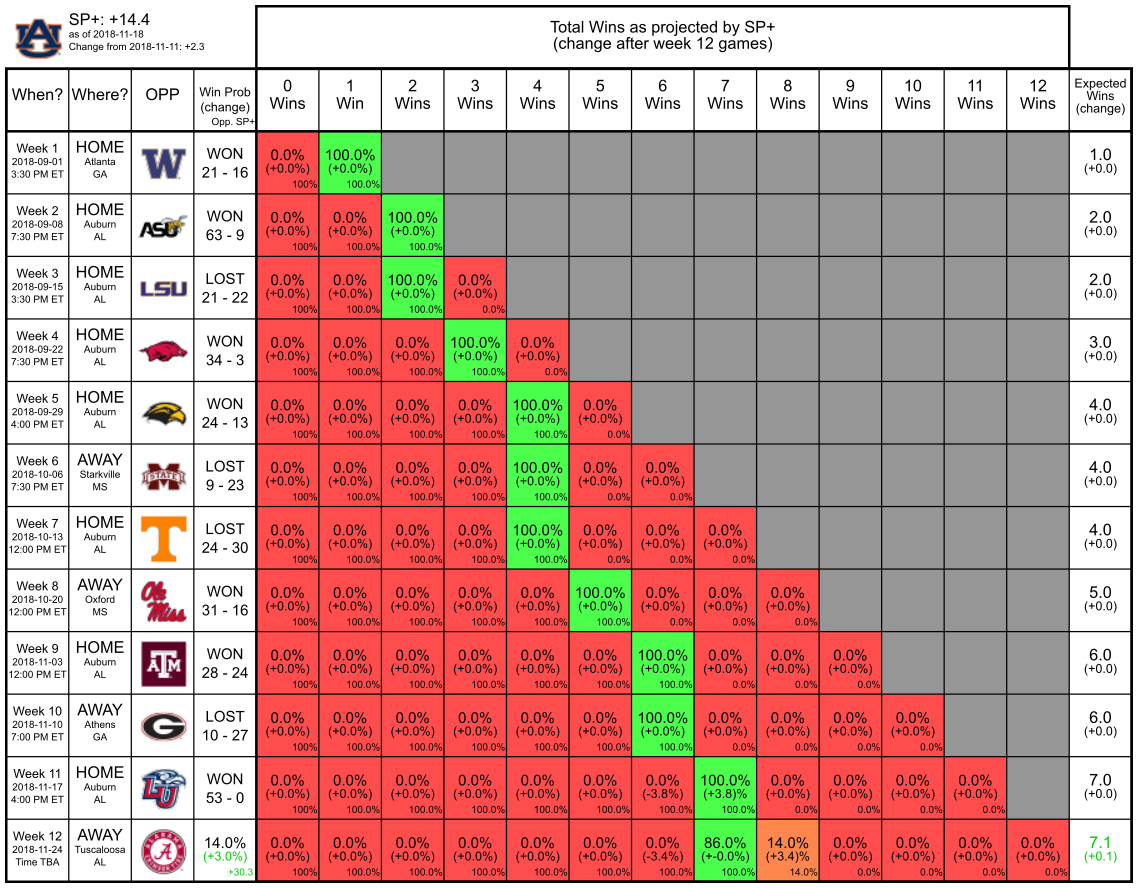 SP+: +14.4
as of 2018-11-18
Change from 2018-11-11: +2.3
Total Wins as projected by SP+
(change after week 12 games)
When? Where? OPP Win Prob (change) Opp. SP+ 0 Wins 1 Win 2 Wins 3 Wins 4 Wins 5 Wins 6 Wins 7 Wins 8 Wins 9 Wins 10 Wins 11 Wins 12 Wins Expected Wins (change)
Week 1 HOME W WON 0.0% 100.0% 1.0
2018-09-01 Atlanta 21 - 16 (+0.0%) (+0.0%) (+0.0)
3:30 PM ET GA 100% 100.0%
Week 2 HOME ASU WON 0.0% 0.0% 100.0% 2.0
2018-09-08 Auburn 63 - 9 (+0.0%) (+0.0%) (+0.0%) (+0.0)
7:30 PM ET AL 100% 100.0% 100.0%
Week 3 HOME LSU LOST 0.0% 0.0% 100.0% 0.0% 2.0
2018-09-15 Auburn 21 - 22 (+0.0%) (+0.0%) (+0.0%) (+0.0%) (+0.0)
3:30 PM ET AL 100% 100.0% 100.0% 0.0%
Week 4 HOME WON 0.0% 0.0% 0.0% 100.0% 0.0% 3.0
2018-09-22 Auburn 34 - 3 (+0.0%) (+0.0%) (+0.0%) (+0.0%) (+0.0%) (+0.0)
7:30 PM ET AL 100% 100.0% 100.0% 100.0% 0.0%
Week 5 HOME WON 0.0% 0.0% 0.0% 0.0% 100.0% 0.0% 4.0
2018-09-29 Auburn 24 - 13 (+0.0%) (+0.0%) (+0.0%) (+0.0%) (+0.0%) (+0.0%) (+0.0)
4:00 PM ET AL 100% 100.0% 100.0% 100.0% 100.0% 0.0%
Week 6 AWAY STATE LOST 0.0% 0.0% 0.0% 0.0% 100.0% 0.0% 0.0% 4.0
2018-10-06 Starkville 9 - 23 (+0.0%) (+0.0%) (+0.0%) (+0.0%) (+0.0%) (+0.0%) (+0.0%) (+0.0)
7:30 PM ET MS 100% 100.0% 100.0% 100.0% 100.0% 0.0% 0.0%
Week 7 HOME T LOST 0.0% 0.0% 0.0% 0.0% 100.0% 0.0% 0.0% 0.0% 4.0
2018-10-13 Auburn 24 - 30 (+0.0%) (+0.0%) (+0.0%) (+0.0%) (+0.0%) (+0.0%) (+0.0%) (+0.0%) (+0.0)
12:00 PM ET AL 100% 100.0% 100.0% 100.0% 100.0% 0.0% 0.0% 0.0%
Week 8 AWAY Ole Miss WON 0.0% 0.0% 0.0% 0.0% 0.0% 100.0% 0.0% 0.0% 0.0% 5.0
2018-10-20 Oxford 31 - 16 (+0.0%) (+0.0%) (+0.0%) (+0.0%) (+0.0%) (+0.0%) (+0.0%) (+0.0%) (+0.0%) (+0.0)
12:00 PM ET MS 100% 100.0% 100.0% 100.0% 100.0% 100.0% 0.0% 0.0% 0.0%
Week 9 HOME ATM WON 0.0% 0.0% 0.0% 0.0% 0.0% 0.0% 100.0% 0.0% 0.0% 0.0% 6.0
2018-11-03 Auburn 28 - 24 (+0.0%) (+0.0%) (+0.0%) (+0.0%) (+0.0%) (+0.0%) (+0.0%) (+0.0%) (+0.0%) (+0.0%) (+0.0)
12:00 PM ET AL 100% 100.0% 100.0% 100.0% 100.0% 100.0% 100.0% 0.0% 0.0% 0.0%
Week 10 AWAY G LOST 0.0% 0.0% 0.0% 0.0% 0.0% 0.0% 100.0% 0.0% 0.0% 0.0% 0.0% 6.0
2018-11-10 Athens 10 - 27 (+0.0%) (+0.0%) (+0.0%) (+0.0%) (+0.0%) (+0.0%) (+0.0%) (+0.0%) (+0.0%) (+0.0%) (+0.0%) (+0.0)
7:00 PM ET GA 100% 100.0% 100.0% 100.0% 100.0% 100.0% 100.0% 0.0% 0.0% 0.0% 0.0%
Week 11 HOME LU WON 0.0% 0.0% 0.0% 0.0% 0.0% 0.0% 0.0% 100.0% 0.0% 0.0% 0.0% 0.0% 7.0
2018-11-17 Auburn 53 - 0 (+0.0%) (+0.0%) (+0.0%) (+0.0%) (+0.0%) (+0.0%) (-3.8%) (+3.8)% (+0.0%) (+0.0%) (+0.0%) (+0.0%) (+0.0)
4:00 PM ET AL 100% 100.0% 100.0% 100.0% 100.0% 100.0% 100.0% 100.0% 0.0% 0.0% 0.0% 0.0%
Week 12 AWAY A 14.0% 0.0% 0.0% 0.0% 0.0% 0.0% 0.0% 0.0% 86.0% 14.0% 0.0% 0.0% 0.0% 0.0% 7.1
2018-11-24 Tuscaloosa (+3.0%) (+0.0%) (+0.0%) (+0.0%) (+0.0%) (+0.0%) (+0.0%) (-3.4%) (+-0.0%) (+3.4)% (+0.0%) (+0.0%) (+0.0%) (+0.0%) (+0.1)
Time TBA AL +30.3 100% 100.0% 100.0% 100.0% 100.0% 100.0% 100.0% 100.0% 14.0% 0.0% 0.0% 0.0% 0.0%